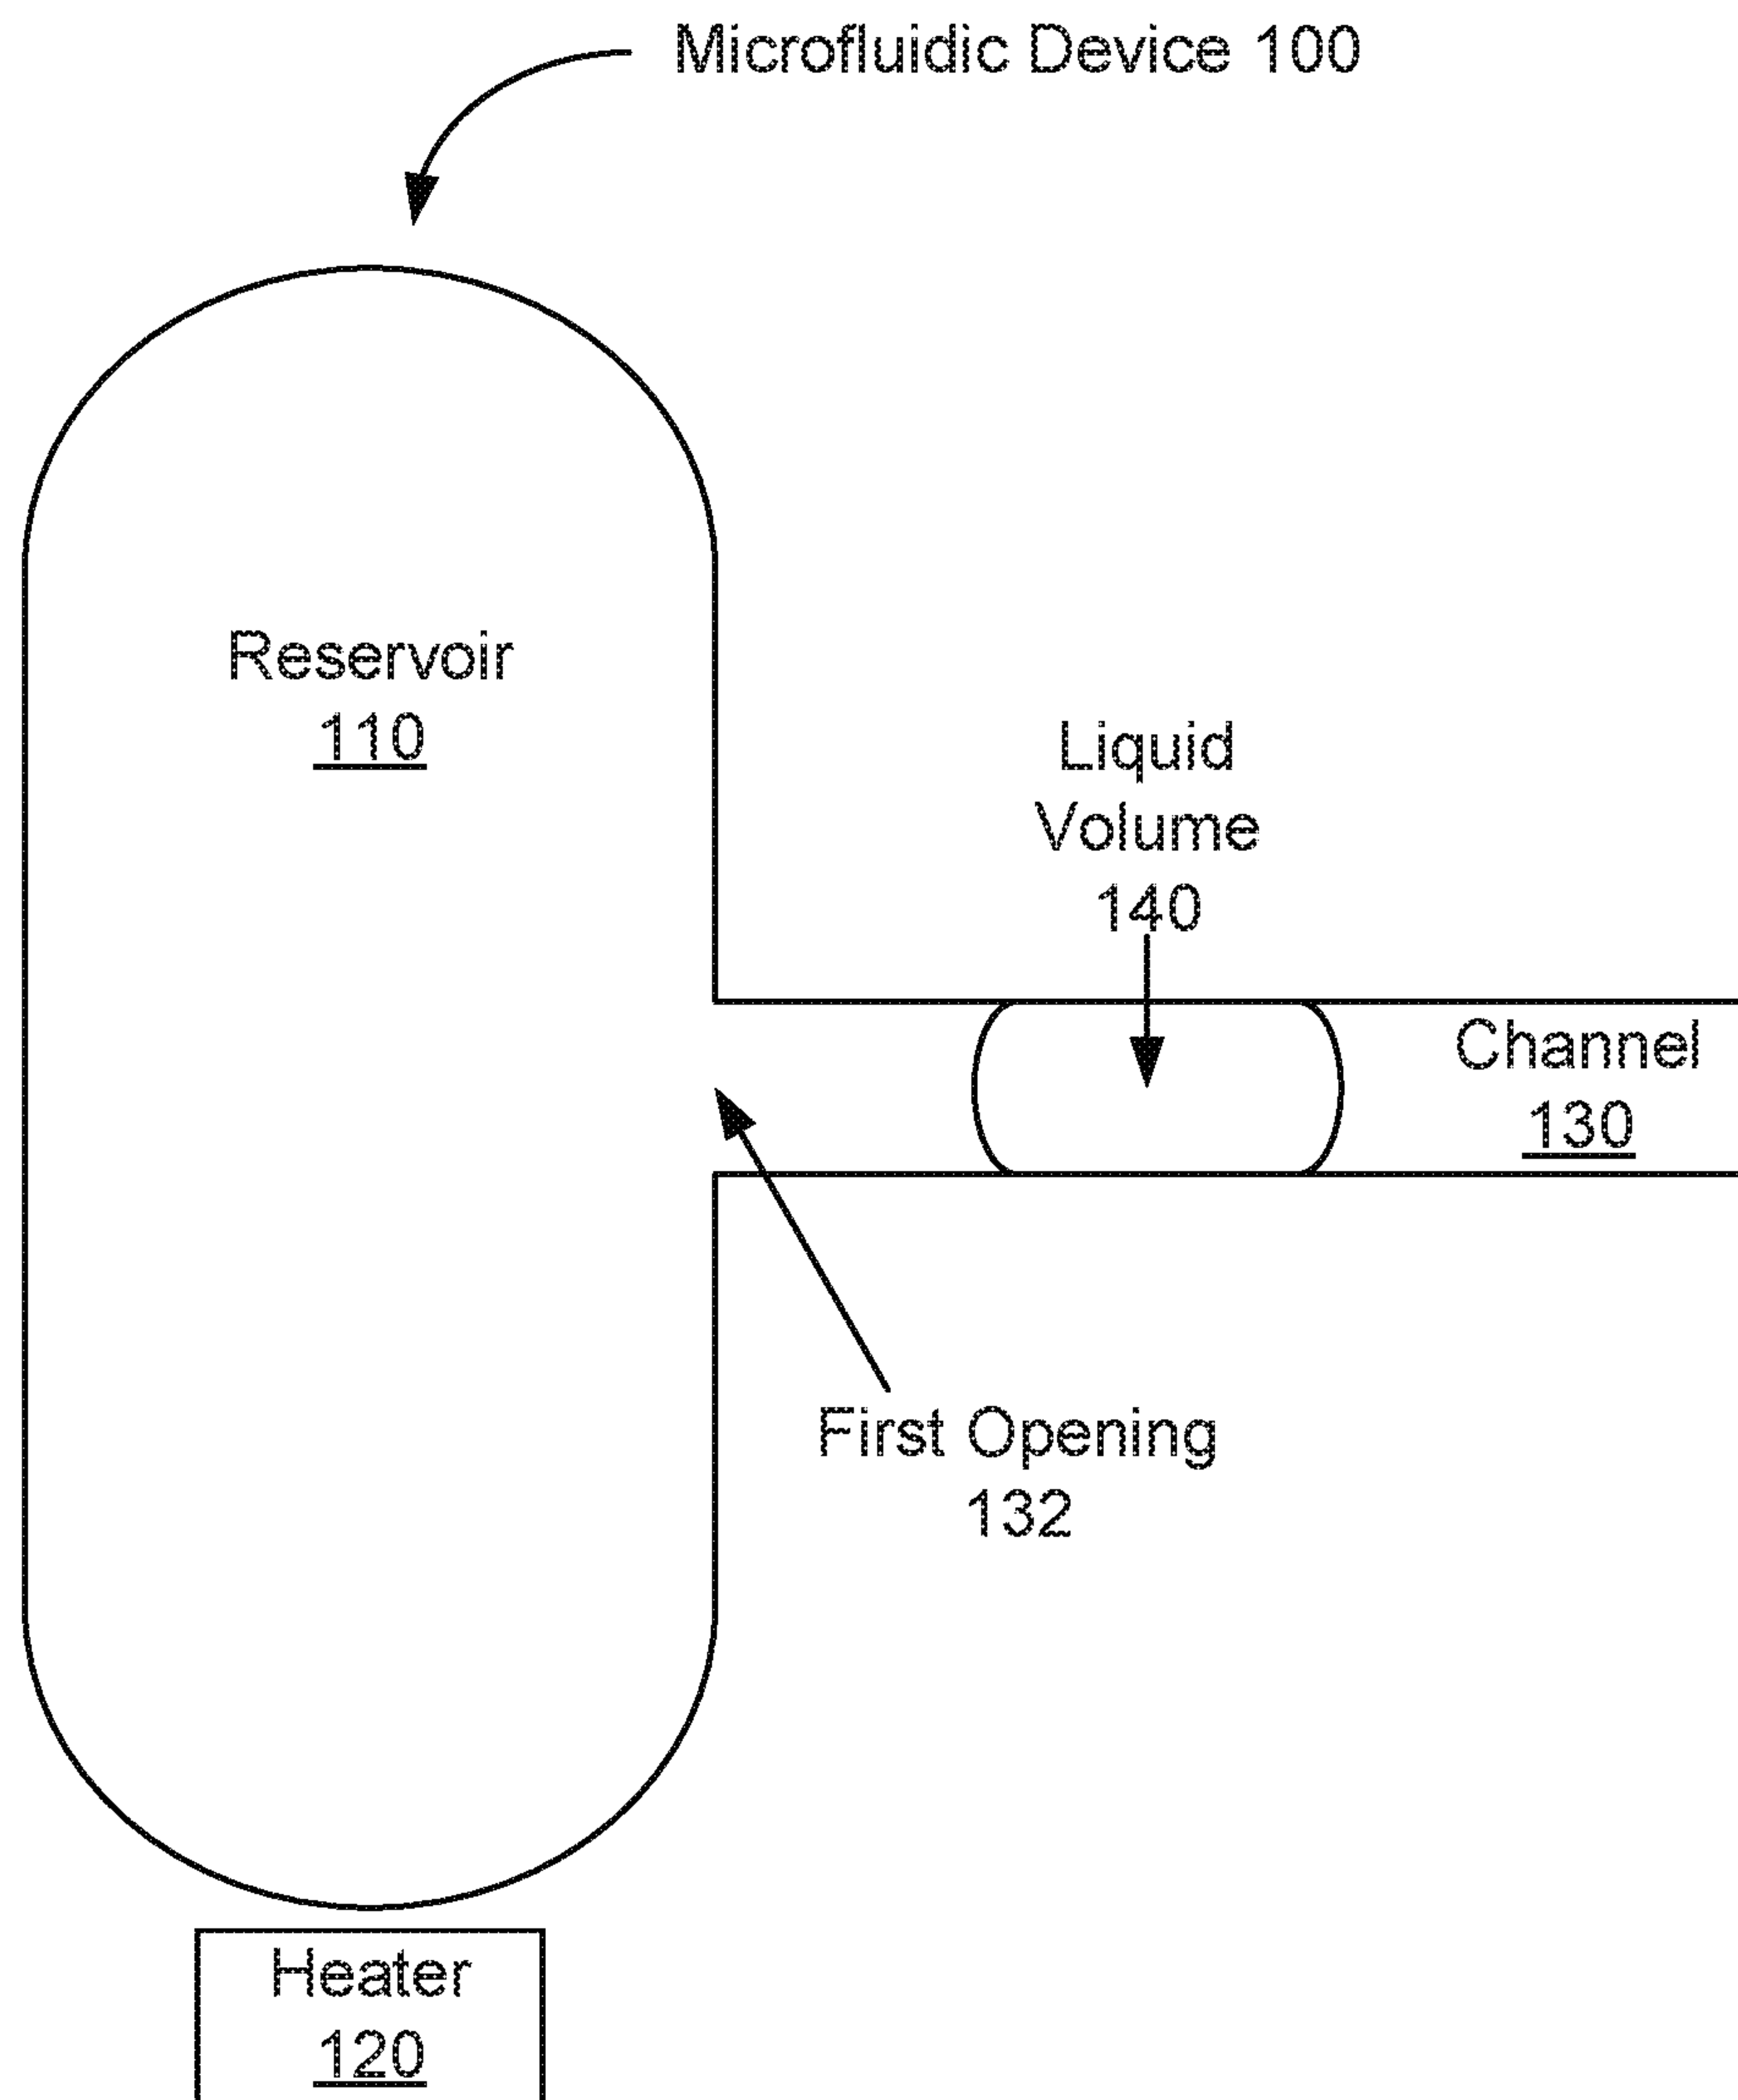 Microfluidic Device 100
Reservoir
110
Liquid
Volume
140
Channel
130
First Opening
132
Heater
120